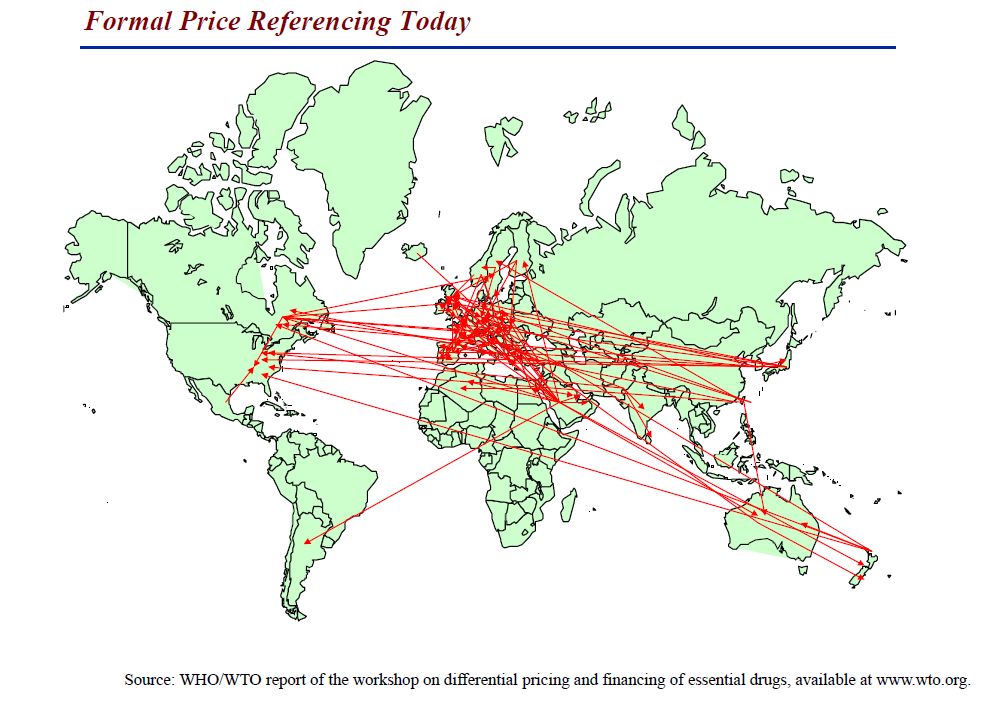 Formal Price Referencing Today
Source: WHO/WTO report of the workshop on differential pricing and financing of essential drugs, available at www.wto.org.